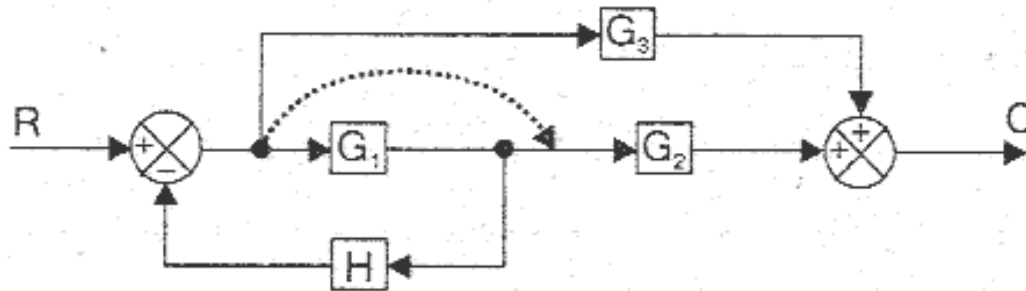 G₃
R
+
−
G₁
G₂
+
+
C
H